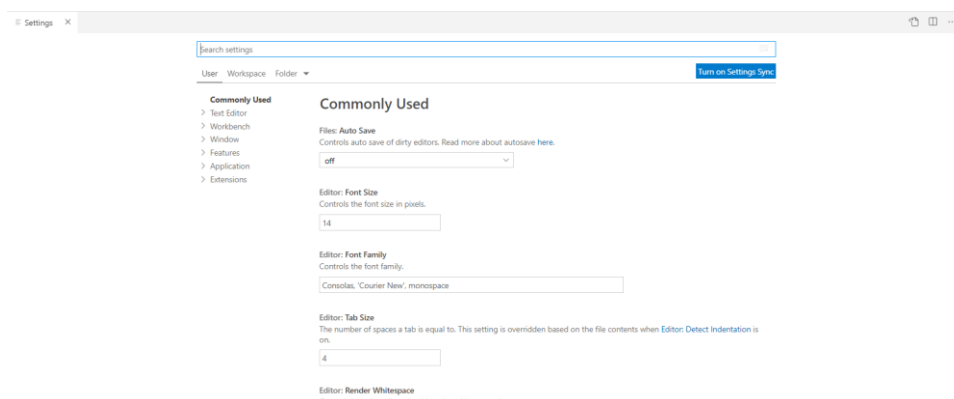 Settings
Search settings
User Workspace Folder
Turn on Settings Sync
Commonly Used
Text Editor
Workbench
Window
Features
Application
Extensions
Commonly Used
Files: Auto Save
Controls auto save of dirty editors. Read more about autosave here.
off
Editor: Font Size
Controls the font size in pixels.
14
Editor: Font Family
Controls the font family.
Consolas, 'Courier New', monospace
Editor: Tab Size
The number of spaces a tab is equal to. This setting is overridden based on the file contents when Editor: Detect Indentation is
on.
4
Editor: Render Whitespace